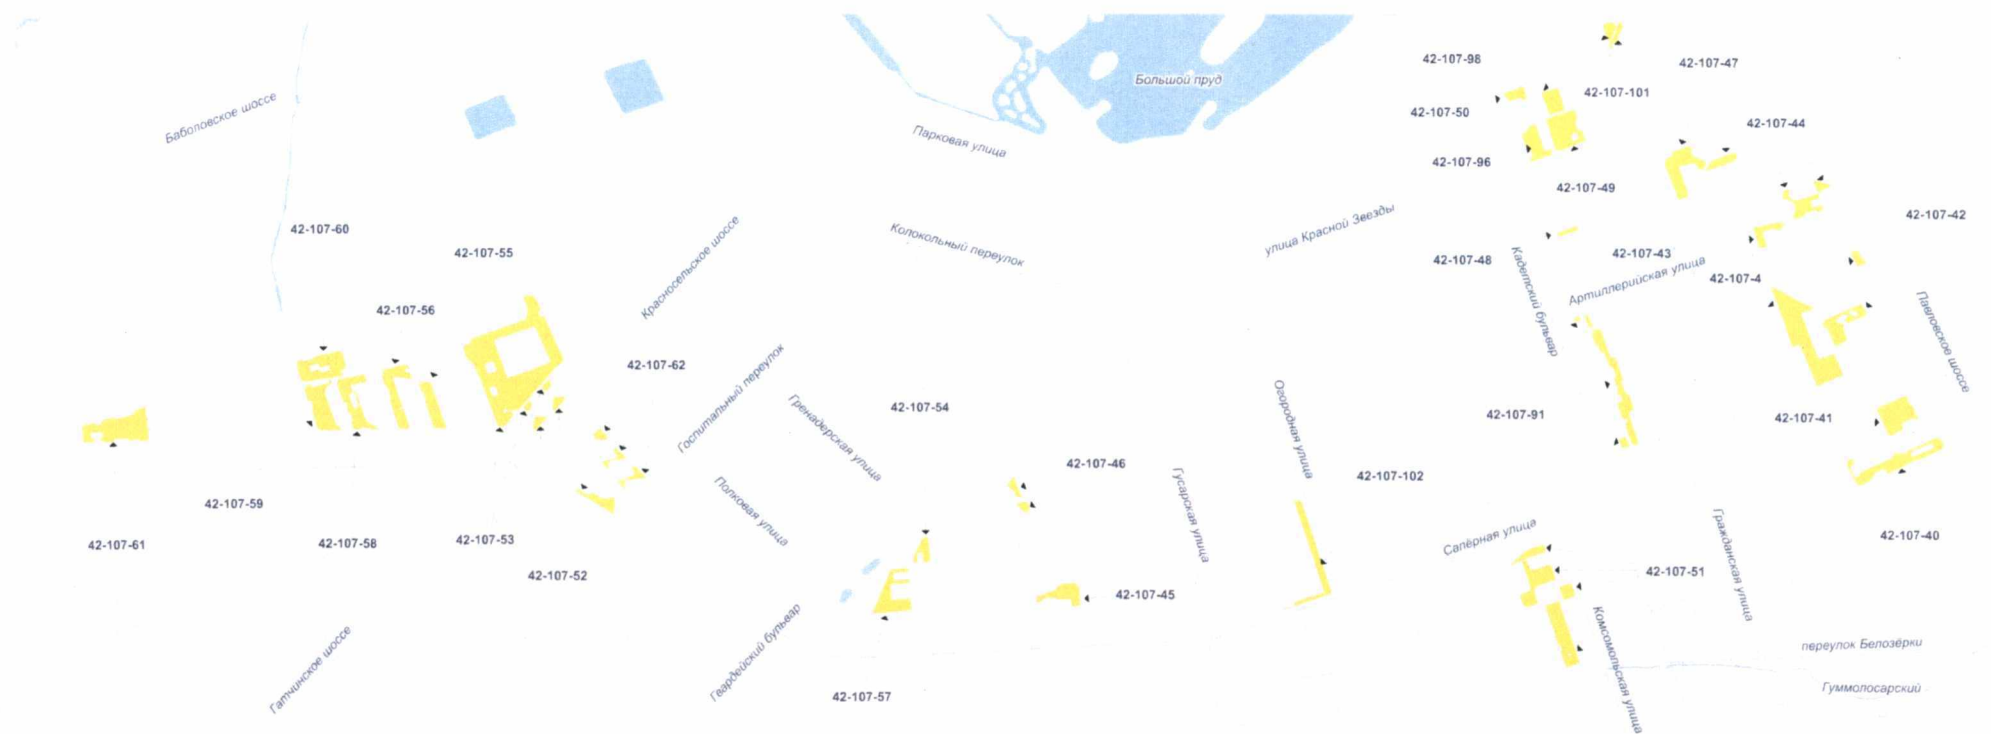 42-107-98
42-107-47
Большой пруд
42-107-101
Баболовское шоссе
42-107-50
42-107-44
Парковая улица
42-107-96
42-107-49
42-107-42
42-107-60
улица Красной Звезды
Колокольный переулок
42-107-55
Красносельское шоссе
42-107-43
42-107-48
42-107-4
Артиллерийская улица
Кадетский бульвар
42-107-56
Павловское шоссе
42-107-62
Госпитальный переулок
42-107-54
42-107-91
42-107-41
Гренадерская улица
Огородная улица
42-107-46
42-107-102
42-107-59
Полковая улица
Гусарская улица
Сапёрная улица
42-107-40
42-107-61
42-107-58
42-107-53
42-107-52
42-107-51
Гражданская улица
42-107-45
Гвардейский бульвар
переулок Белозёрки
Гатчинское шоссе
Комсомольская улица
Гуммолосарский
42-107-57